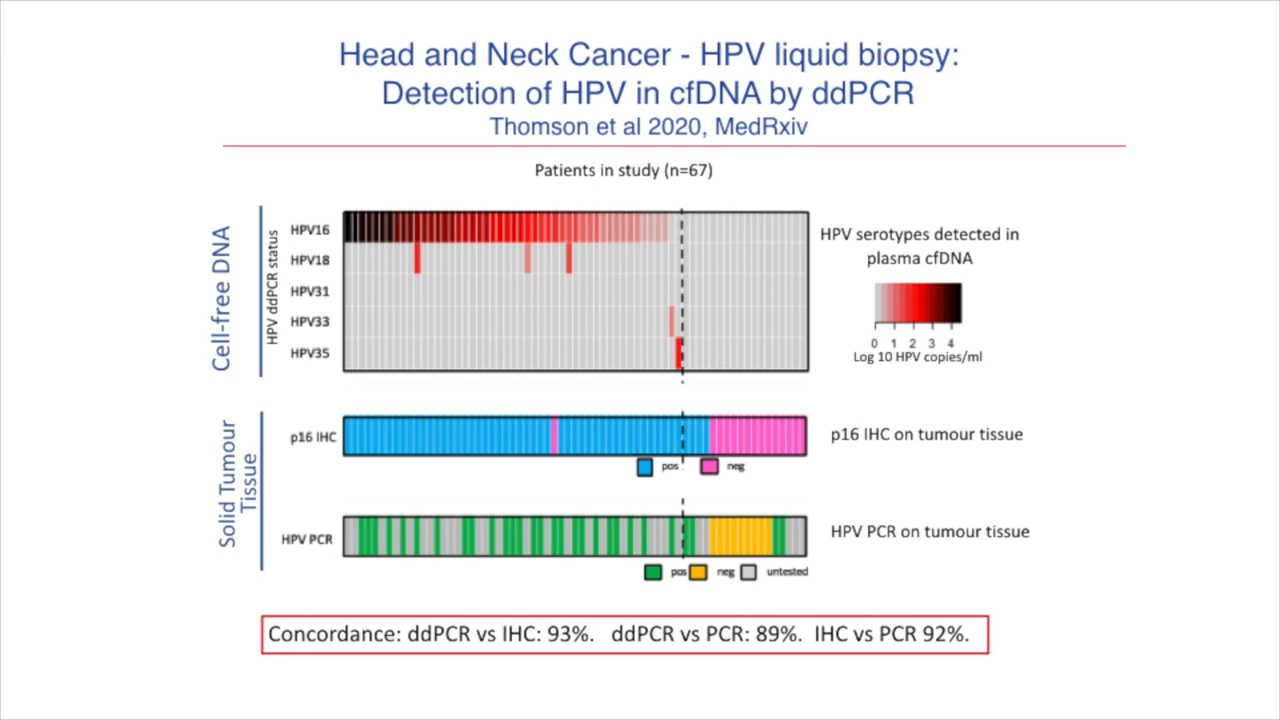 Head and Neck Cancer - HPV liquid biopsy:
Detection of HPV in cfDNA by ddPCR
Thomson et al 2020, MedRxiv
Patients in study (n=67)
Cell-free DNA
HPV ddPCR status
HPV16
HPV18
HPV31
HPV33
HPV35
HPV serotypes detected in
plasma cfDNA
0 1 2 3 4
Log 10 HPV copies/ml
Solid Tumour
Tissue
p16 IHC
p16 IHC on tumour tissue
pos neg
HPV PCR
HPV PCR on tumour tissue
pos neg untested
Concordance: ddPCR vs IHC: 93%. ddPCR vs PCR: 89%. IHC vs PCR 92%.